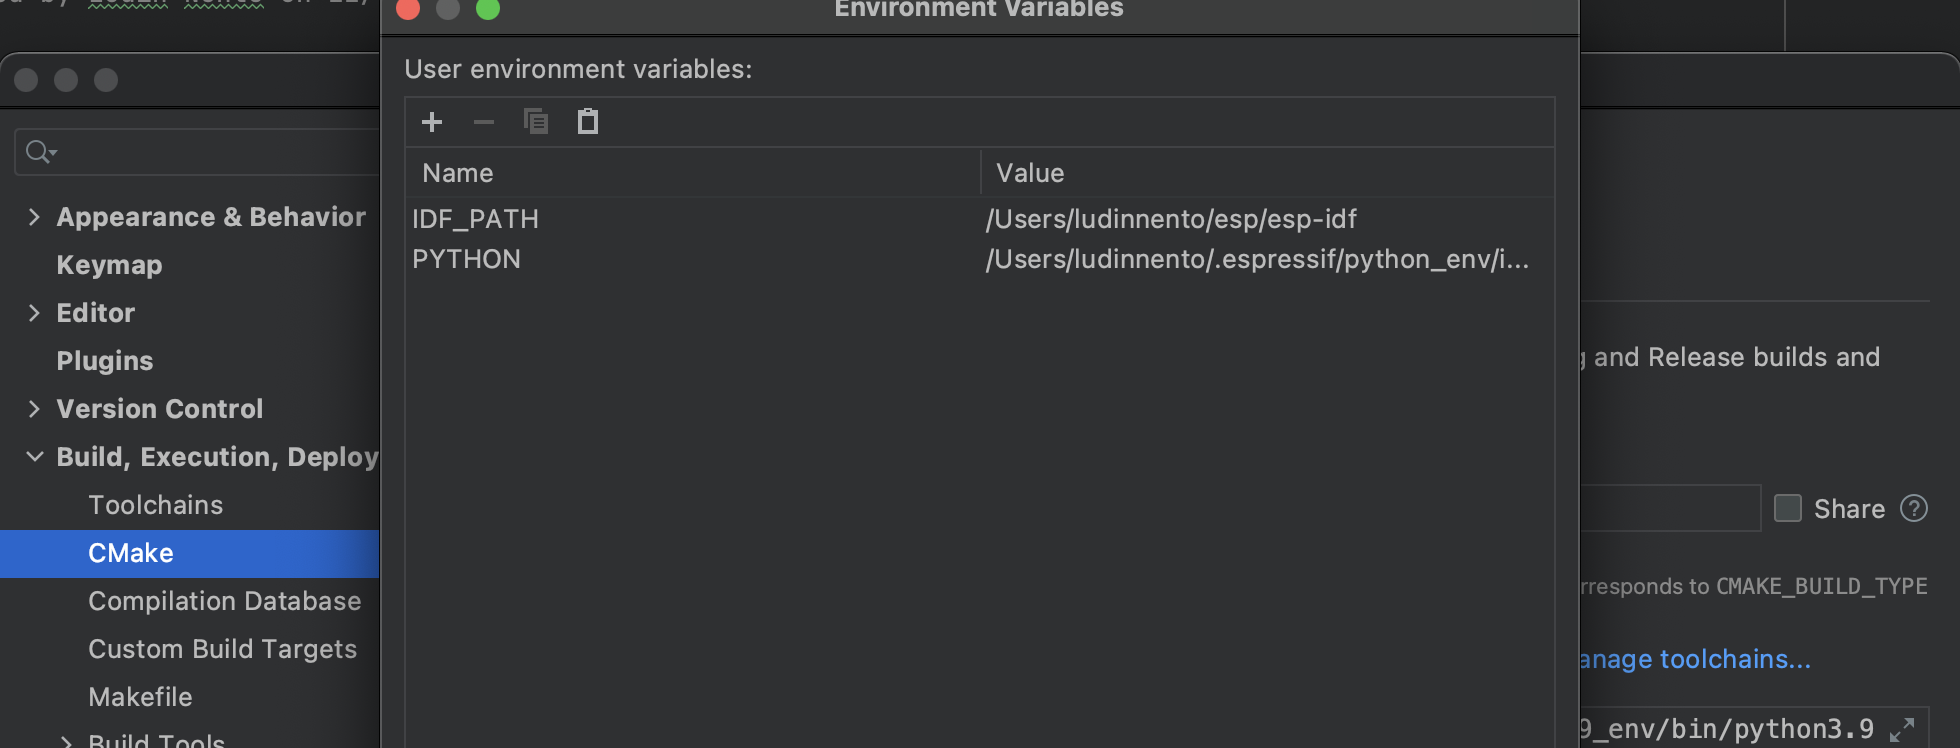 Environment Variables
User environment variables:
Name Value
IDF_PATH /Users/ludinnento/esp/esp-idf
PYTHON /Users/ludinnento/.espressif/python_env/i...
Appearance & Behavior
Keymap
Editor
Plugins
Version Control
Build, Execution, Deploy
Toolchains
CMake
Compilation Database
Custom Build Targets
Makefile
Build Tools
and Release builds and
Share
rresponds to CMAKE_BUILD_TYPE
anage toolchains...
9_env/bin/python3.9